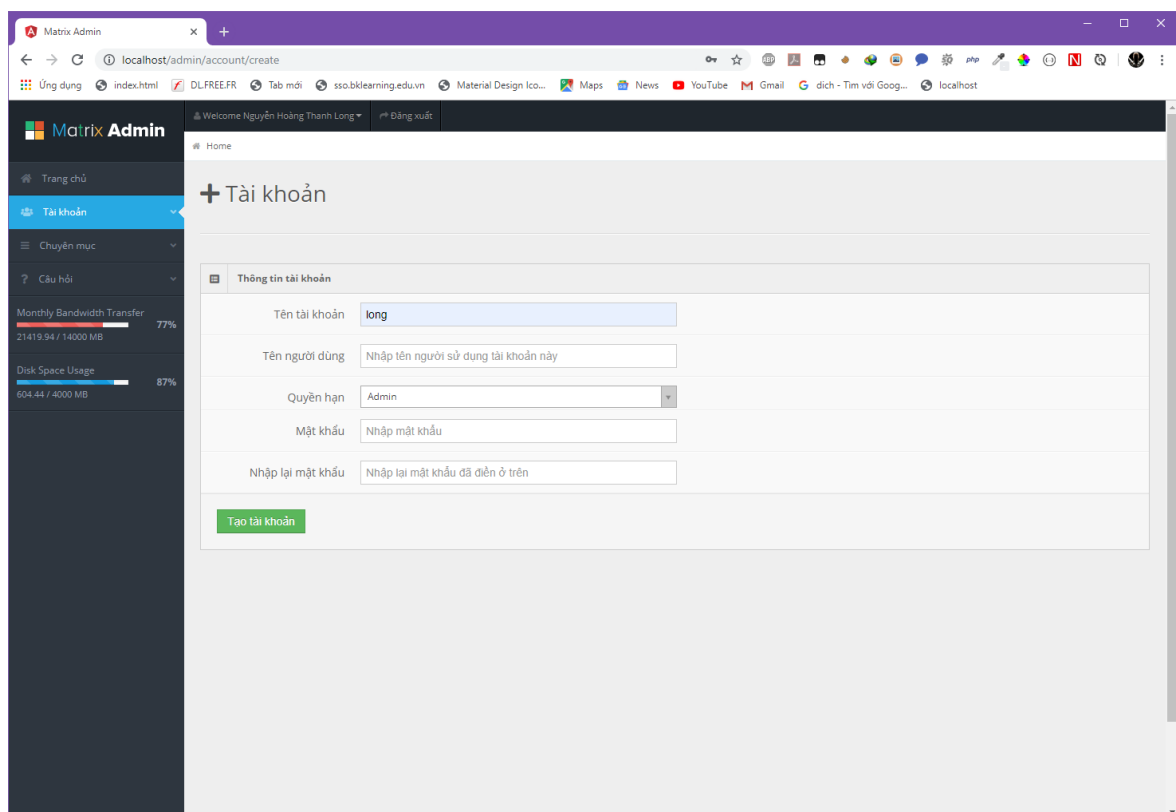 Matrix Admin
localhost/admin/account/create
Ứng dụng index.html DL.FREE.FR Tab mới sso.bklearning.edu.vn Material Design Ico... Maps News YouTube Gmail dich - Tìm với Goog... localhost
Matrix Admin
Welcome Nguyễn Hoàng Thanh Long Đăng xuất
Home
Trang chủ
Tài khoản
Chuyên mục
Câu hỏi
Monthly Bandwidth Transfer
77%
21419.94 / 14000 MB
Disk Space Usage
87%
604.44 / 4000 MB
Tài khoản
Thông tin tài khoản
Tên tài khoản long
Tên người dùng Nhập tên người sử dụng tài khoản này
Quyền hạn Admin
Mật khẩu Nhập mật khẩu
Nhập lại mật khẩu Nhập lại mật khẩu đã điền ở trên
Tạo tài khoản